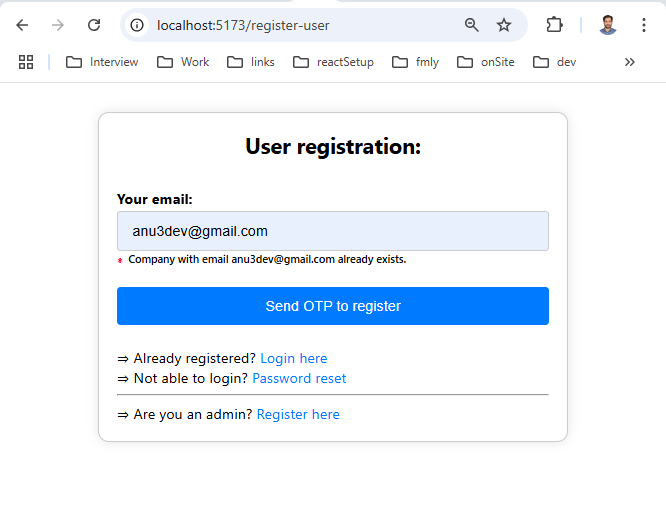 localhost:5173/register-user
Interview Work links reactSetup fmly onSite dev
User registration:
Your email:
anu3dev@gmail.com
* Company with email anu3dev@gmail.com already exists.
Send OTP to register
⇒ Already registered? Login here
⇒ Not able to login? Password reset
⇒ Are you an admin? Register here